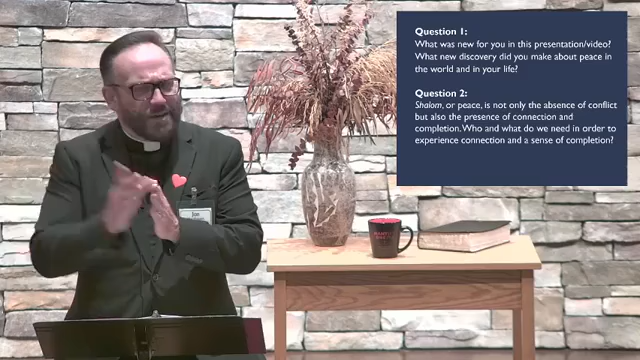 Question 1:
What was new for you in this presentation/video?
What new discovery did you make about peace in
the world and in your life?
Question 2:
Shalom, or peace, is not only the absence of conflict
but also the presence of connection and
completion. Who and what do we need in order to
experience connection and a sense of completion?
Jon